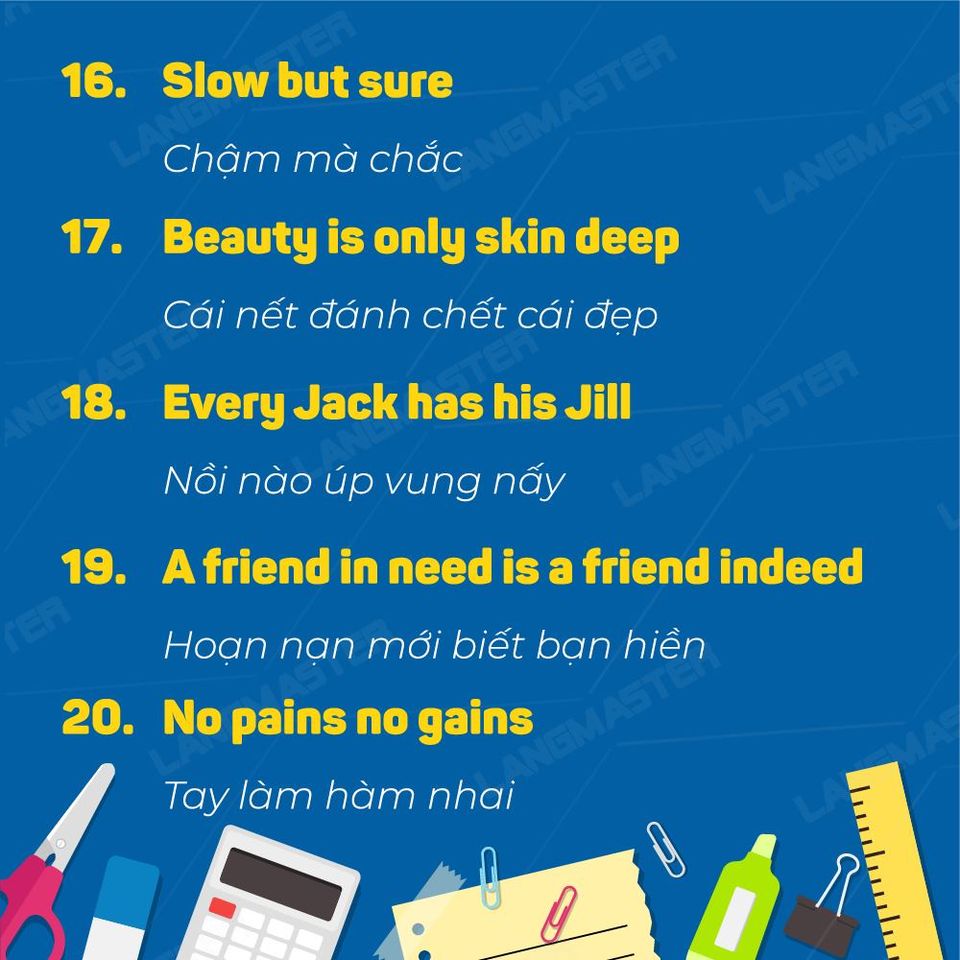 16. Slow but sure
Chậm mà chắc
17. Beauty is only skin deep
Cái nết đánh chết cái đẹp
18. Every Jack has his Jill
Nồi nào úp vung nấy
19. A friend in need is a friend indeed
Hoạn nạn mới biết bạn hiền
20. No pains no gains
Tay làm hàm nhai
LANGMASTER